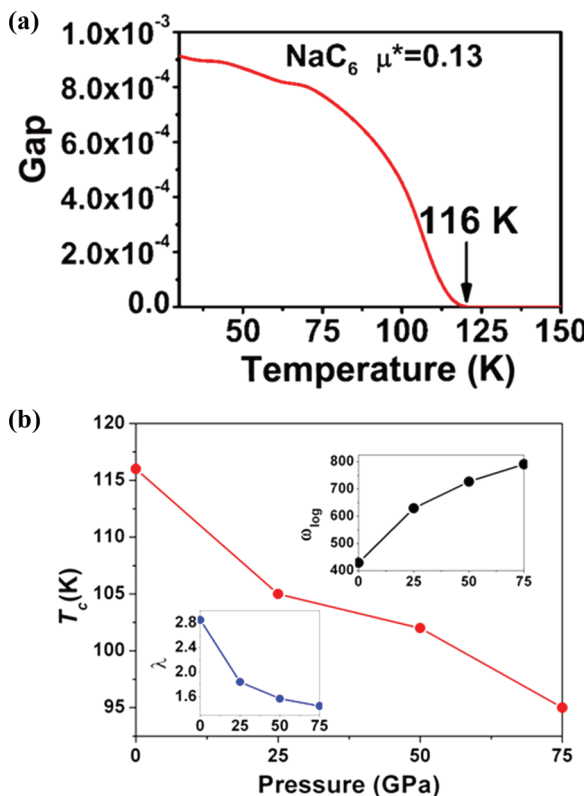 (a)
NaC₆ μ*=0.13
1.0x10⁻³
8.0x10⁻⁴
6.0x10⁻⁴
4.0x10⁻⁴
2.0x10⁻⁴
0.0
Gap
116 K
50 75 100 125 150
Temperature (K)
(b)
120
115
110
105
100
95
Tc(K)
800
700
600
500
400
ωlog
0 25 50 75
2.8
2.4
2.0
1.6
λ
0 25 50 75
0 25 50 75
Pressure (GPa)